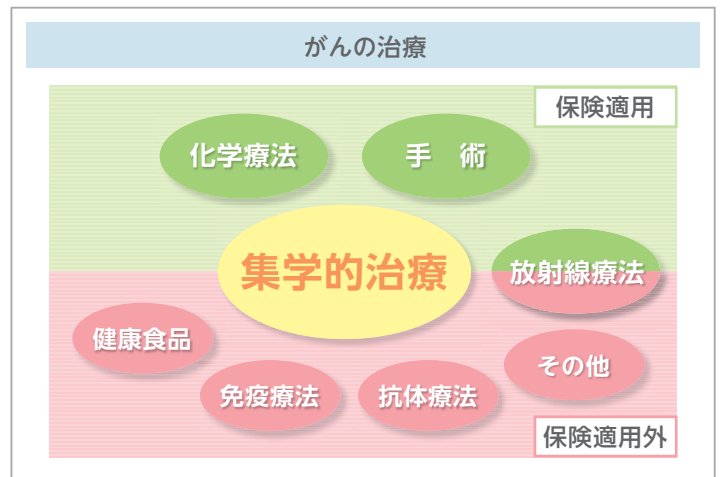 がんの治療
保険適用
化学療法
手　術
集学的治療
放射線療法
健康食品
その他
免疫療法
抗体療法
保険適用外